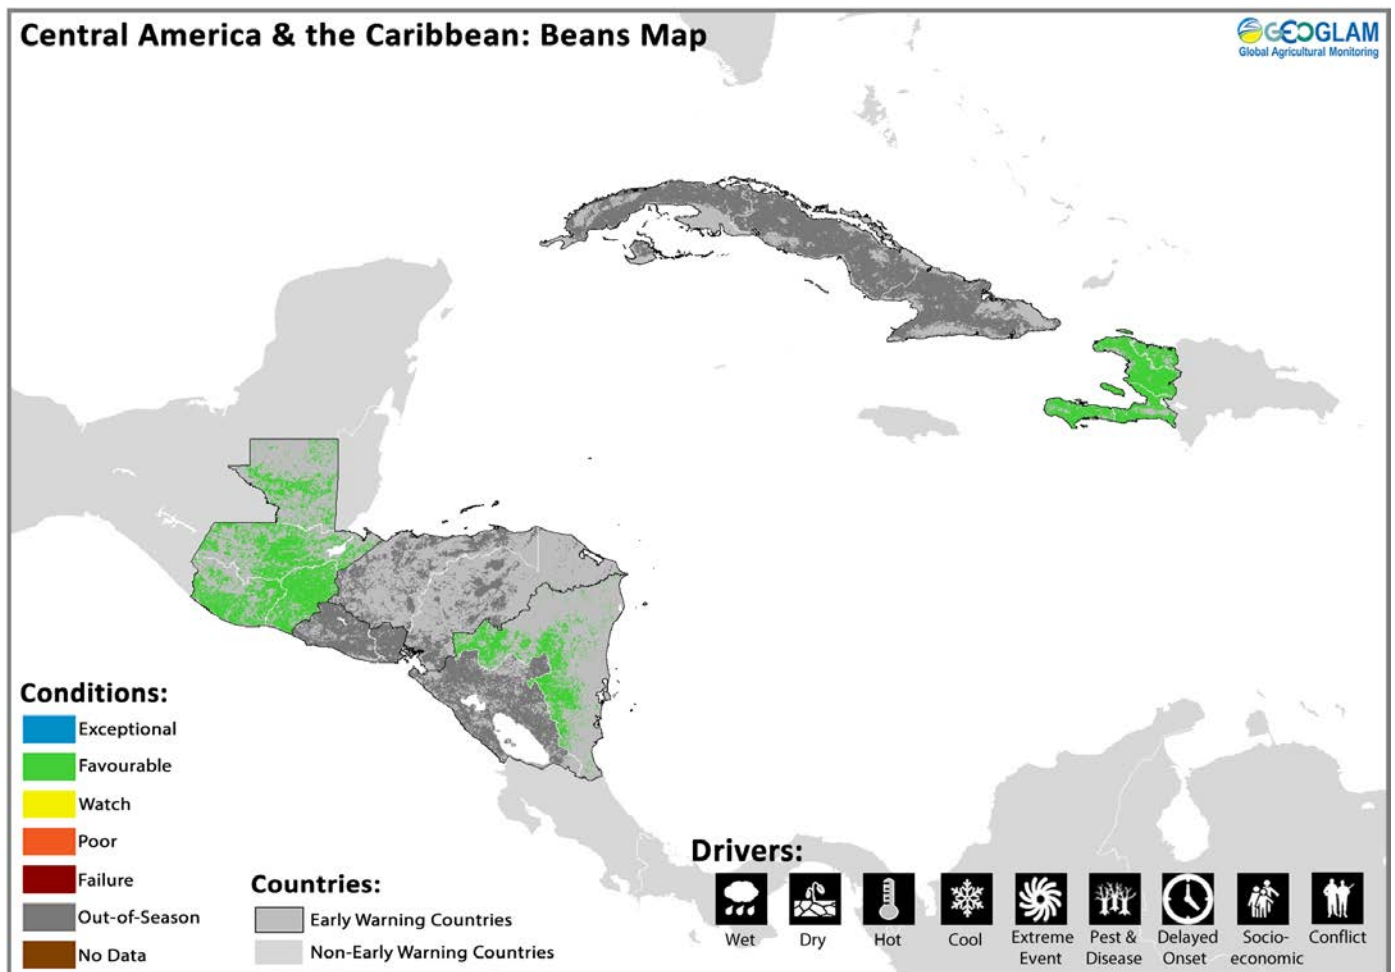 Central America & the Caribbean: Beans Map
GEOGLAM
Global Agricultural Monitoring
Conditions:
Exceptional
Favourable
Watch
Poor
Failure
Out-of-Season
No Data
Countries:
Early Warning Countries
Non-Early Warning Countries
Drivers:
Wet
Dry
Hot
Cool
Extreme
Event
Pest &
Disease
Delayed
Onset
Socio-
economic
Conflict